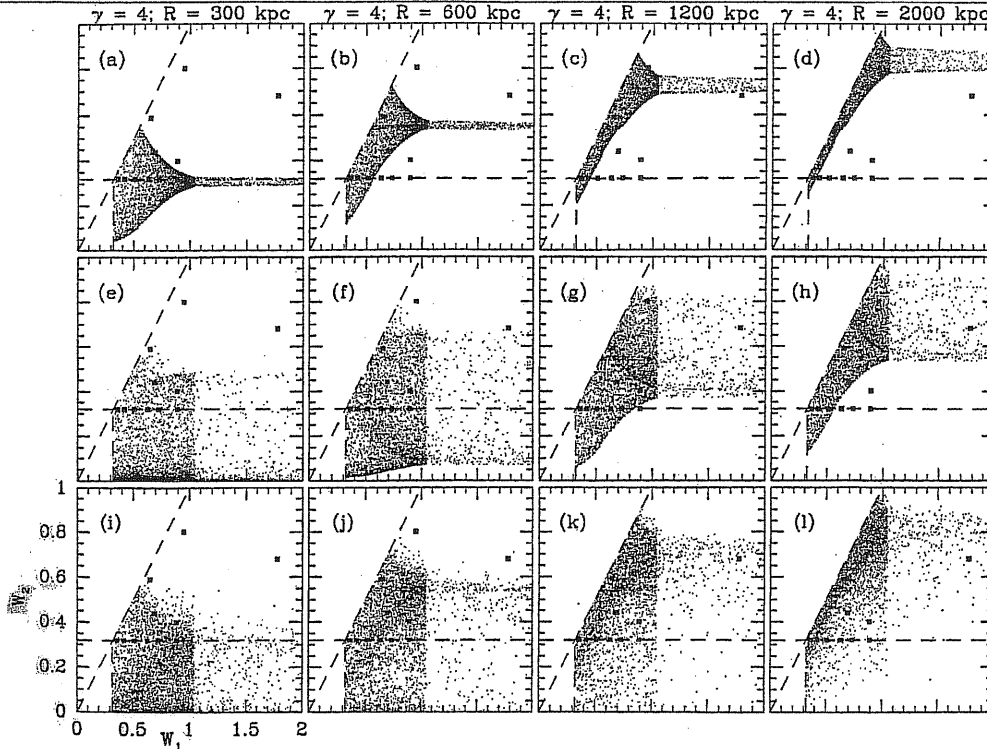 γ = 4; R = 300 kpc
γ = 4; R = 600 kpc
γ = 4; R = 1200 kpc
γ = 4; R = 2000 kpc
(a)
(b)
(c)
(d)
(e)
(f)
(g)
(h)
(i)
(j)
(k)
(l)
1
0.8
0.6
0.4
0.2
0
W₂
0
0.5
1
1.5
2
W₁